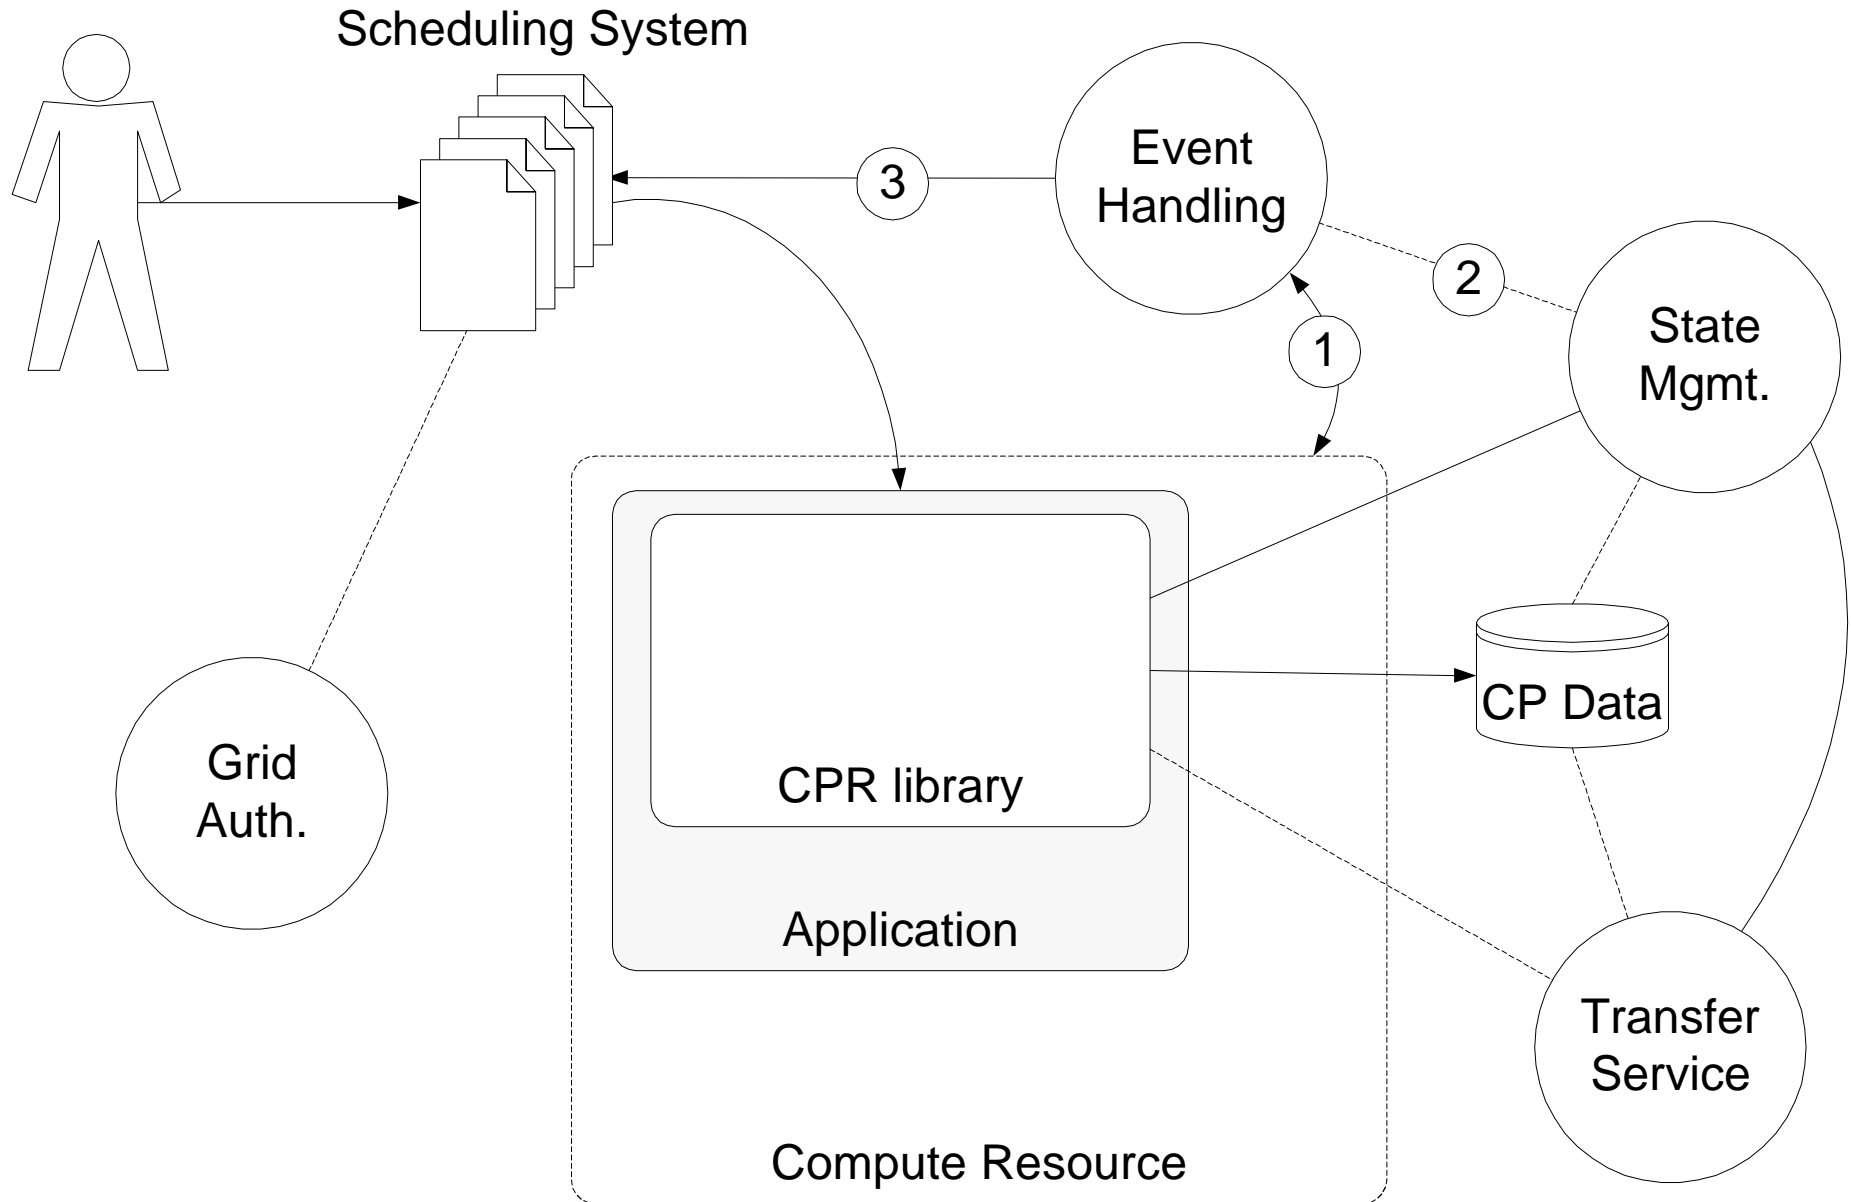 Scheduling System
Event
Handling
3
2
1
State
Mgmt.
CP Data
CPR library
Grid
Auth.
Application
Transfer
Service
Compute Resource